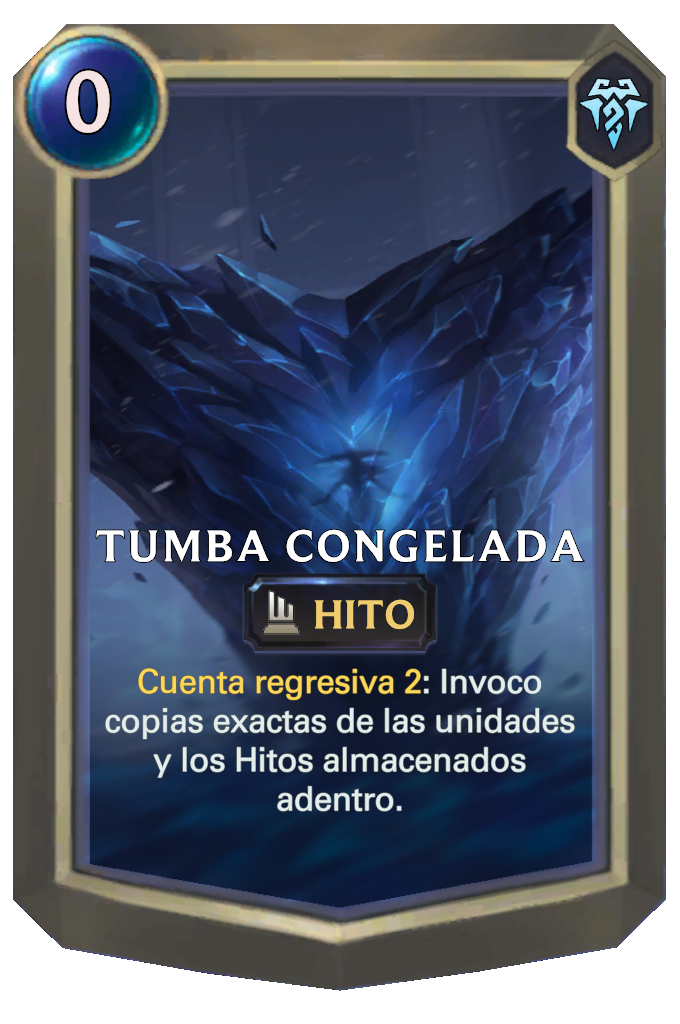 0
TUMBA CONGELADA
HITO
Cuenta regresiva 2: Invoco
copias exactas de las unidades
y los Hitos almacenados
adentro.